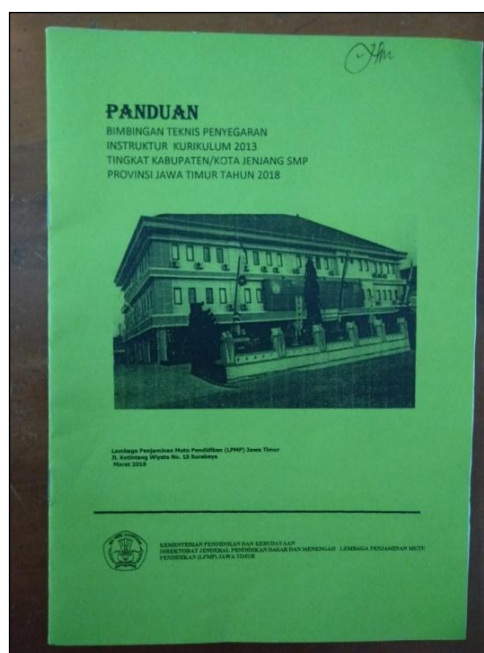 PANDUAN
BIMBINGAN TEKNIS PENYEGARAN
INSTRUKTUR KURIKULUM 2013
TINGKAT KABUPATEN/KOTA JENJANG SMP
PROVINSI JAWA TIMUR TAHUN 2018
Lembaga Penjaminan Mutu Pendidikan (LPMP) Jawa Timur
Jl. Ketintang Wiyata No. 15 Surabaya
Maret 2018
KEMENTERIAN PENDIDIKAN DAN KEBUDAYAAN
DIREKTORAT JENDERAL PENDIDIKAN DASAR DAN MENENGAH LEMBAGA PENJAMINAN MUTU
PENDIDIKAN (LPMP) JAWA TIMUR